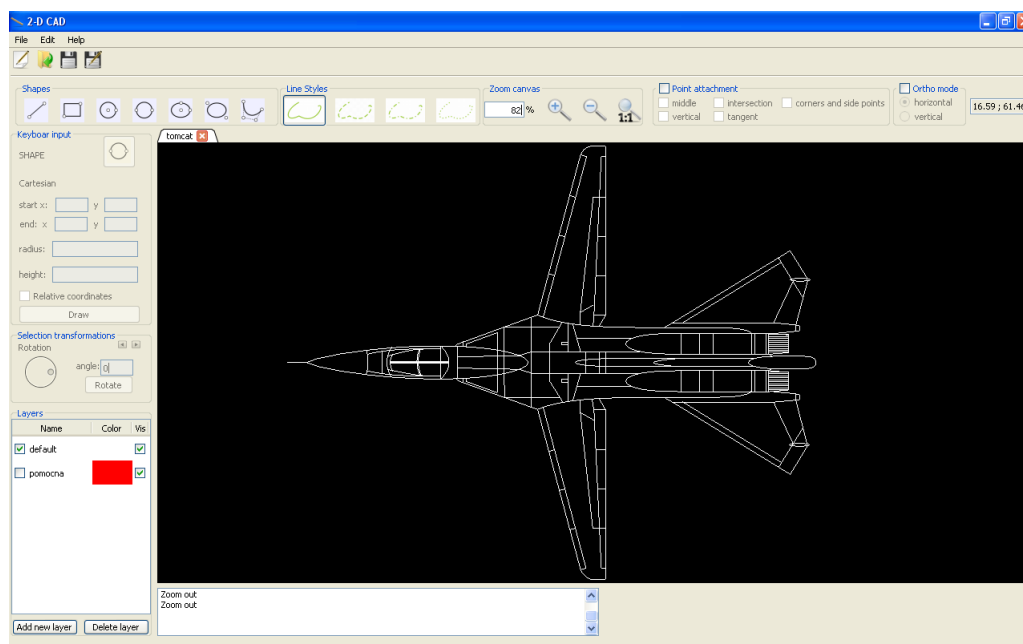 2-D CAD
File Edit Help
Shapes
Line Styles
Zoom canvas
82 %
1:1
Point attachment
middle intersection corners and side points
vertical tangent
Ortho mode
horizontal
vertical
16.59 ; 61.46
Keyboar input
SHAPE
Cartesian
start x: y
end: x y
radius:
height:
Relative coordinates
Draw
Selection transformations
Rotation
angle: 0
Rotate
Layers
Name Color Vis
default
pomocna
Add new layer Delete layer
tomcat
Zoom out
Zoom out